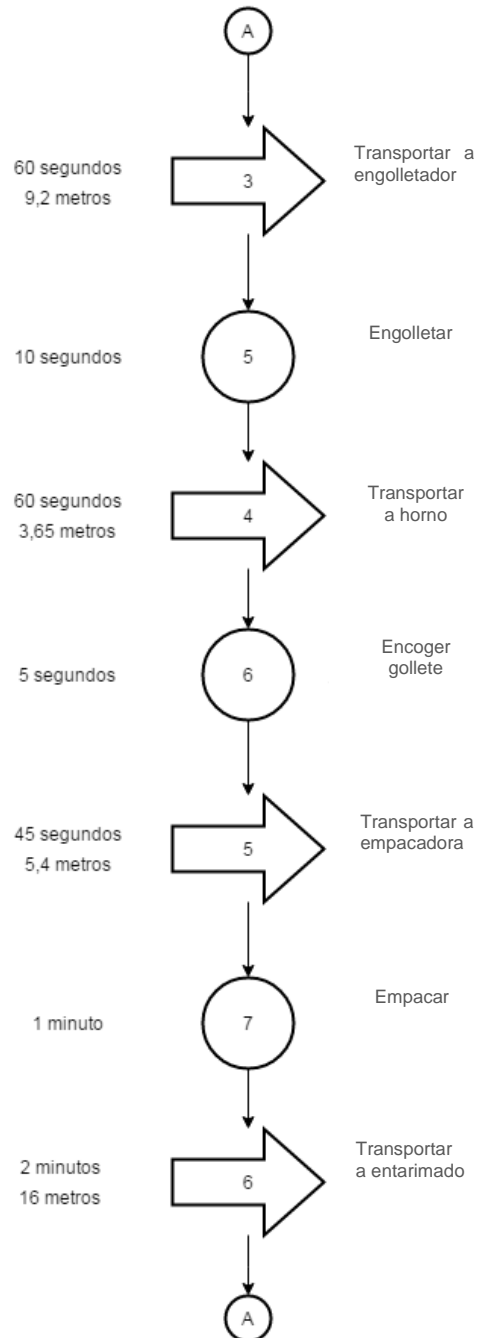 A
60 segundos
9,2 metros
3
Transportar a
engolletador
10 segundos
5
Engolletar
60 segundos
3,65 metros
4
Transportar
a horno
5 segundos
6
Encoger
gollete
45 segundos
5,4 metros
5
Transportar a
empacadora
1 minuto
7
Empacar
2 minutos
16 metros
6
Transportar
a entarimado
A